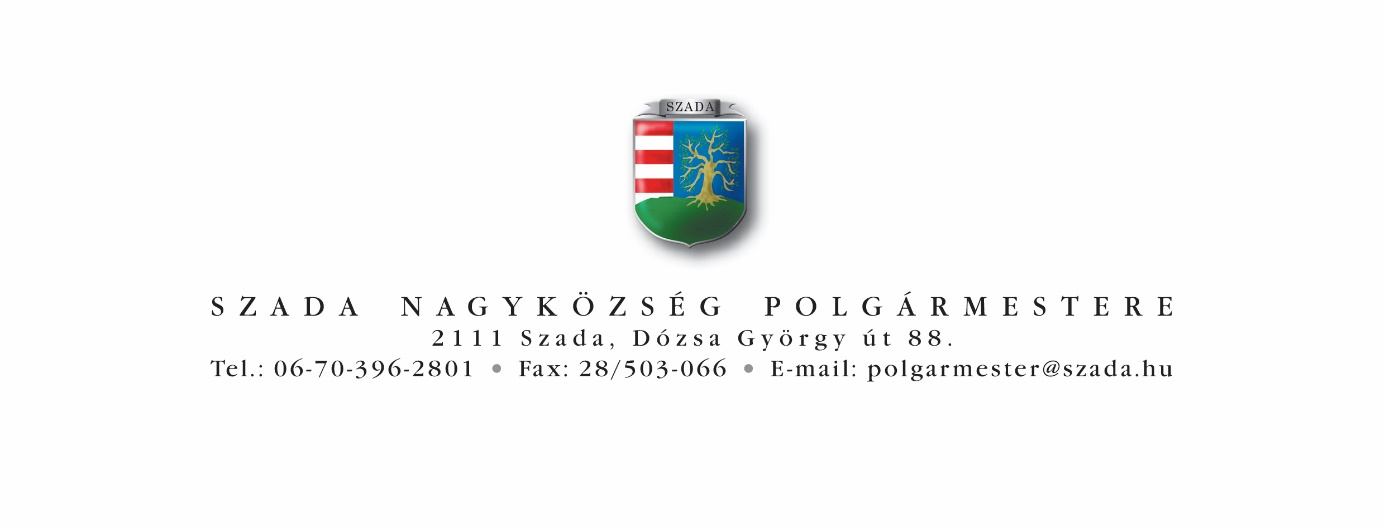 SZADA
SZADA NAGYKÖZSÉG POLGÁRMESTERE
2111 Szada, Dózsa György út 88.
Tel.: 06-70-396-2801 • Fax: 28/503-066 • E-mail: polgarmester@szada.hu